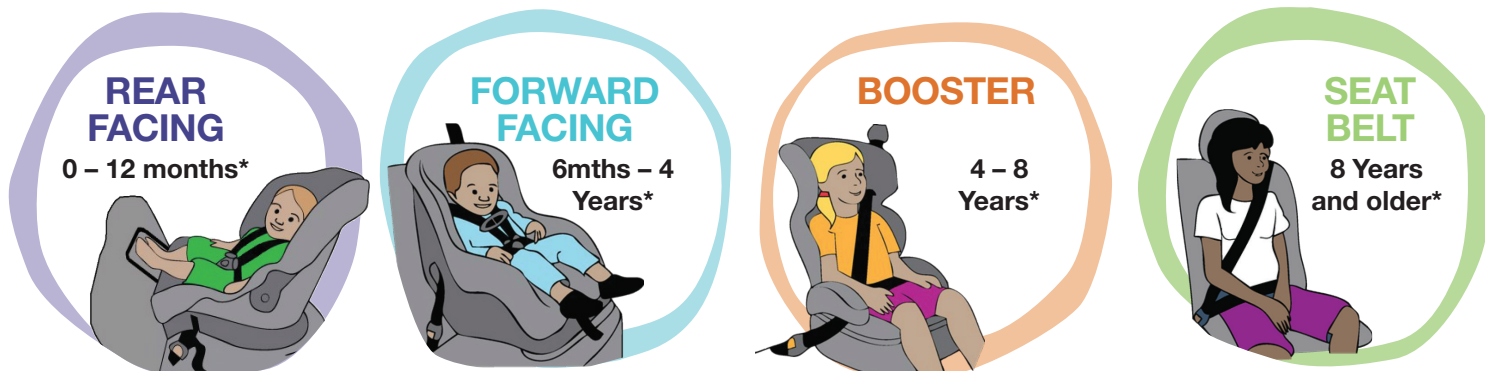 REAR
FACING
0 – 12 months*
FORWARD
FACING
6mths – 4
Years*
BOOSTER
4 – 8
Years*
SEAT
BELT
8 Years
and older*